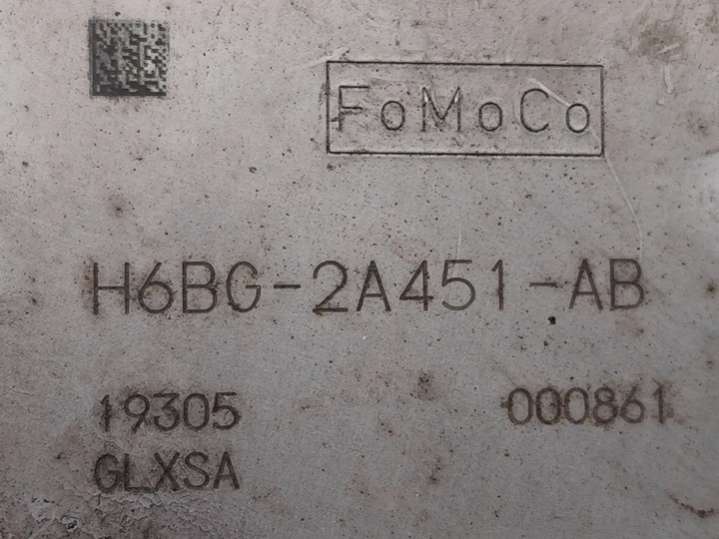 FoMoCo
H6BG-2A451-AB
19305 000861
GLXSA